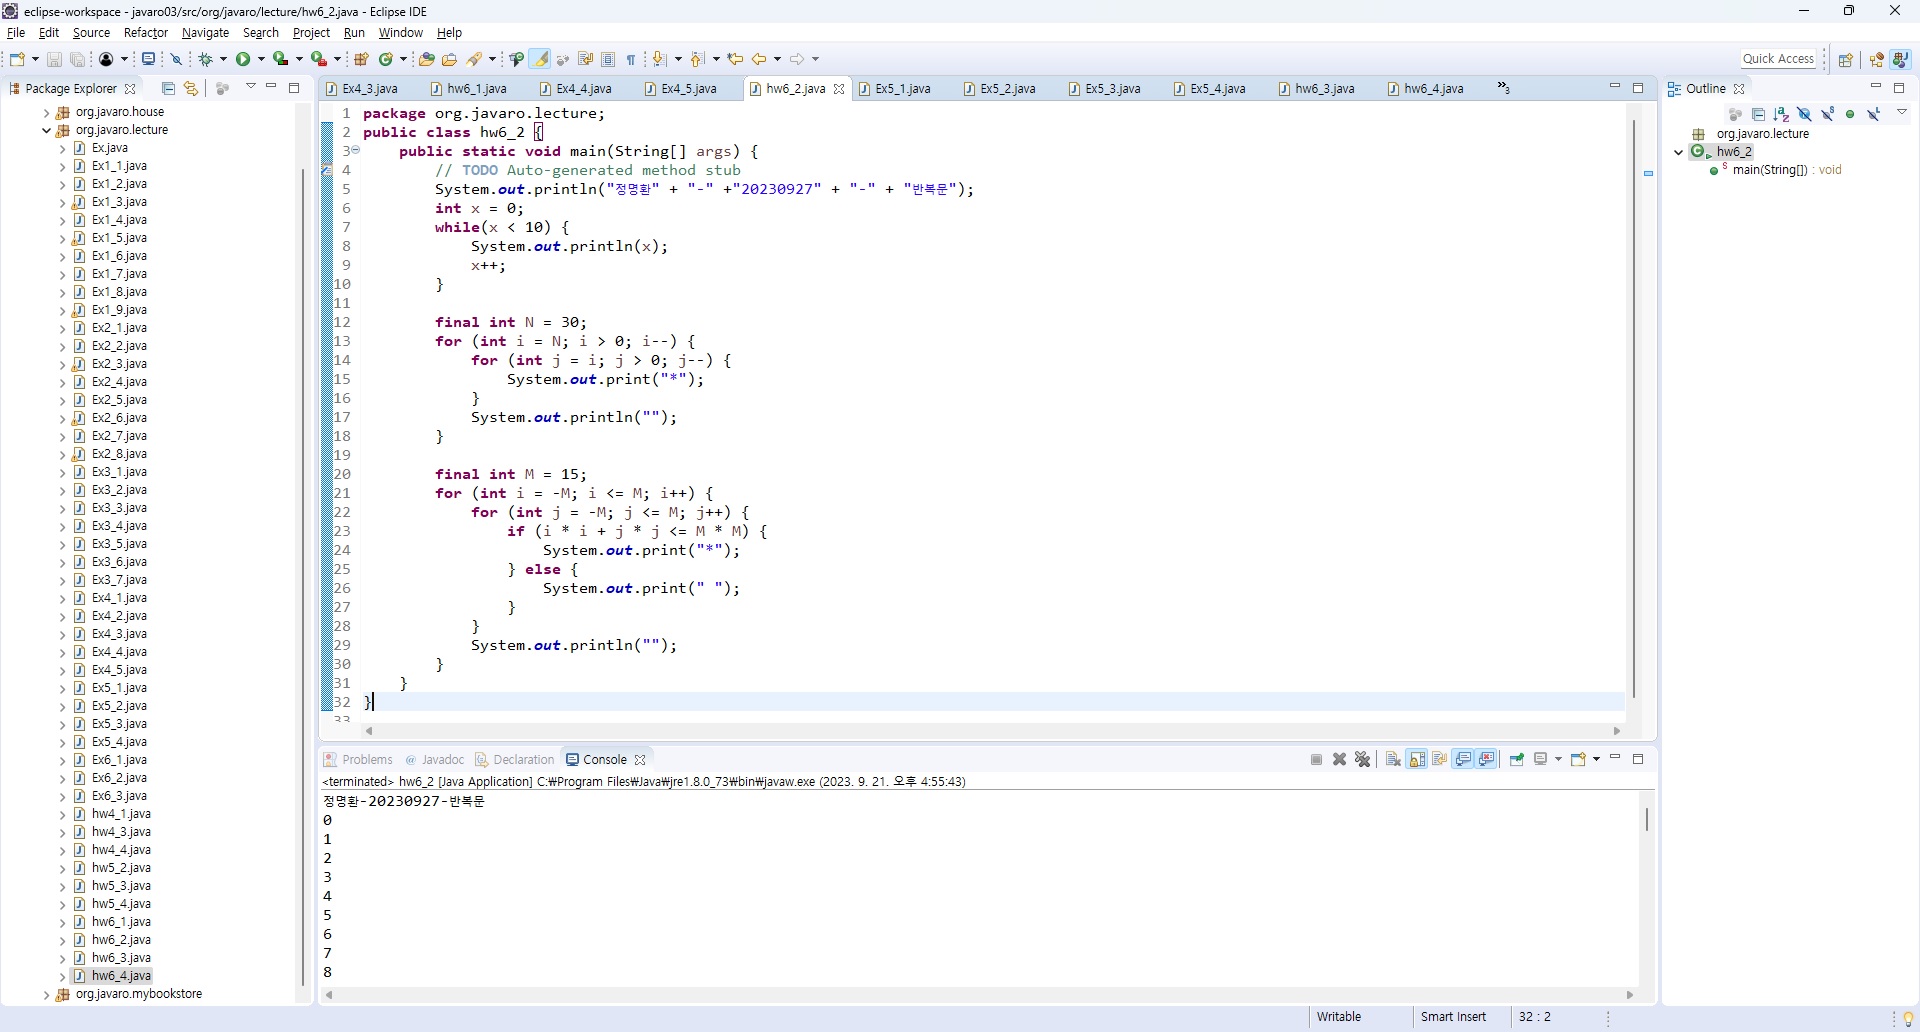 eclipse-workspace - javaro03/src/org/javaro/lecture/hw6_2.java - Eclipse IDE
File Edit Source Refactor Navigate Search Project Run Window Help
Quick Access
Package Explorer
org.javaro.house
org.javaro.lecture
Ex.java
Ex1_1.java
Ex1_2.java
Ex1_3.java
Ex1_4.java
Ex1_5.java
Ex1_6.java
Ex1_7.java
Ex1_8.java
Ex1_9.java
Ex2_1.java
Ex2_2.java
Ex2_3.java
Ex2_4.java
Ex2_5.java
Ex2_6.java
Ex2_7.java
Ex2_8.java
Ex3_1.java
Ex3_2.java
Ex3_3.java
Ex3_4.java
Ex3_5.java
Ex3_6.java
Ex3_7.java
Ex4_1.java
Ex4_2.java
Ex4_3.java
Ex4_4.java
Ex4_5.java
Ex5_1.java
Ex5_2.java
Ex5_3.java
Ex5_4.java
Ex6_1.java
Ex6_2.java
Ex6_3.java
hw4_1.java
hw4_3.java
hw4_4.java
hw5_2.java
hw5_3.java
hw5_4.java
hw6_1.java
hw6_2.java
hw6_3.java
hw6_4.java
org.javaro.mybookstore
Ex4_3.java hw6_1.java Ex4_4.java Ex4_5.java hw6_2.java Ex5_1.java Ex5_2.java Ex5_3.java Ex5_4.java hw6_3.java hw6_4.java »3
1 package org.javaro.lecture;
2 public class hw6_2 {
3 public static void main(String[] args) {
4 // TODO Auto-generated method stub
5 System.out.println("정명환" + "-" +"20230927" + "-" + "반복문");
6 int x = 0;
7 while(x < 10) {
8 System.out.println(x);
9 x++;
10 }
11
12 final int N = 30;
13 for (int i = N; i > 0; i--) {
14 for (int j = i; j > 0; j--) {
15 System.out.print("*");
16 }
17 System.out.println("");
18 }
19
20 final int M = 15;
21 for (int i = -M; i <= M; i++) {
22 for (int j = -M; j <= M; j++) {
23 if (i * i + j * j <= M * M) {
24 System.out.print("*");
25 } else {
26 System.out.print(" ");
27 }
28 }
29 System.out.println("");
30 }
31 }
32 }
33
Problems Javadoc Declaration Console
<terminated> hw6_2 [Java Application] C:₩Program Files₩Java₩jre1.8.0_73₩bin₩javaw.exe (2023. 9. 21. 오후 4:55:43)
정명환-20230927-반복문
0
1
2
3
4
5
6
7
8
Outline
org.javaro.lecture
hw6_2
main(String[]) : void
Writable Smart Insert 32 : 2